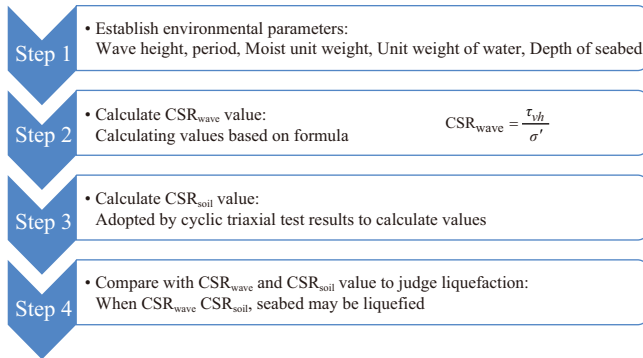 Step 1
• Establish environmental parameters:
Wave height, period, Moist unit weight, Unit weight of water, Depth of seabed
Step 2
• Calculate CSRwave value:
Calculating values based on formula
CSRwave = τvh / σ′
Step 3
• Calculate CSRsoil value:
Adopted by cyclic triaxial test results to calculate values
Step 4
• Compare with CSRwave and CSRsoil value to judge liquefaction:
When CSRwave CSRsoil, seabed may be liquefied